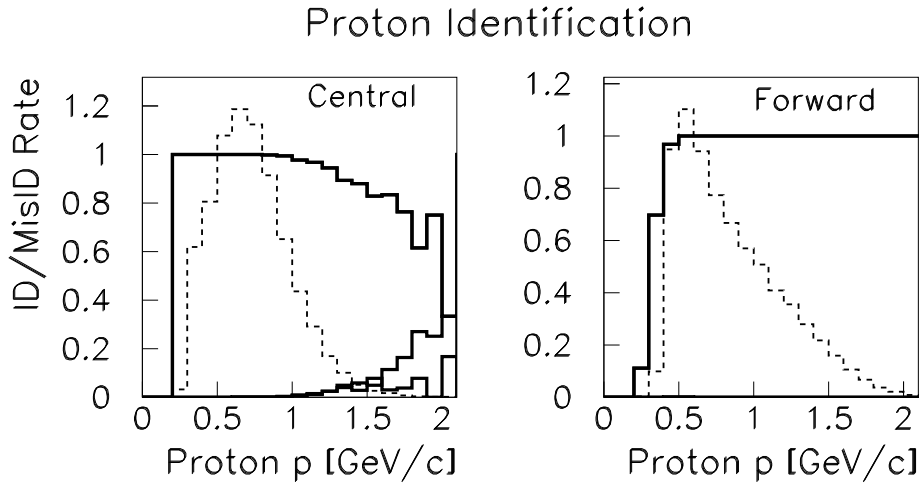 Proton Identification
ID/MisID Rate
Central
1.2
1
0.8
0.6
0.4
0.2
0
0 0.5 1 1.5 2
Proton p [GeV/c]
Forward
1.2
1
0.8
0.6
0.4
0.2
0
0 0.5 1 1.5 2
Proton p [GeV/c]